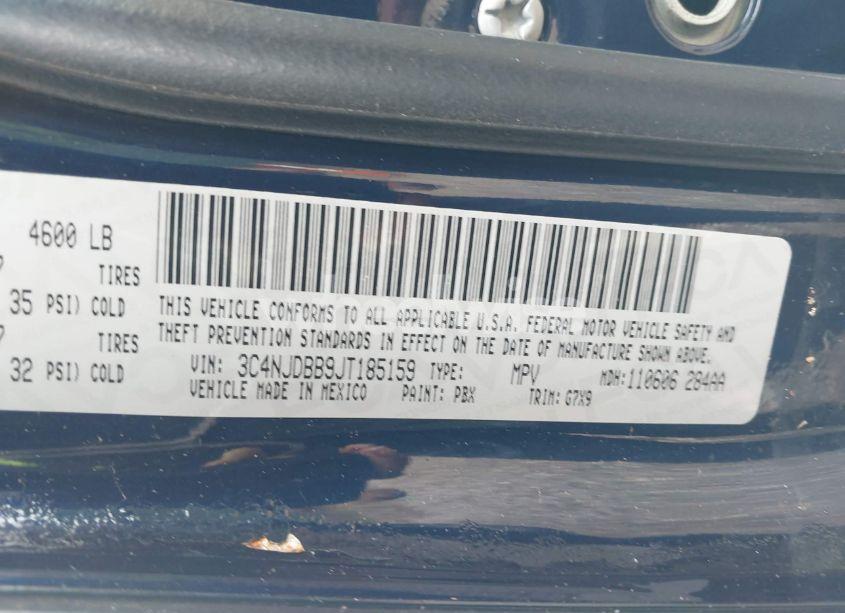 4600 LB
TIRES
35 PSI) COLD
TIRES
32 PSI) COLD
THIS VEHICLE CONFORMS TO ALL APPLICABLE U.S.A. FEDERAL MOTOR VEHICLE SAFETY AND
THEFT PREVENTION STANDARDS IN EFFECT ON THE DATE OF MANUFACTURE SHOWN ABOVE.
VIN: 3C4NJDBB9JT185159 TYPE: MPV MDH:110606 284AA
VEHICLE MADE IN MEXICO PAINT: PBX TRIM: G7X9